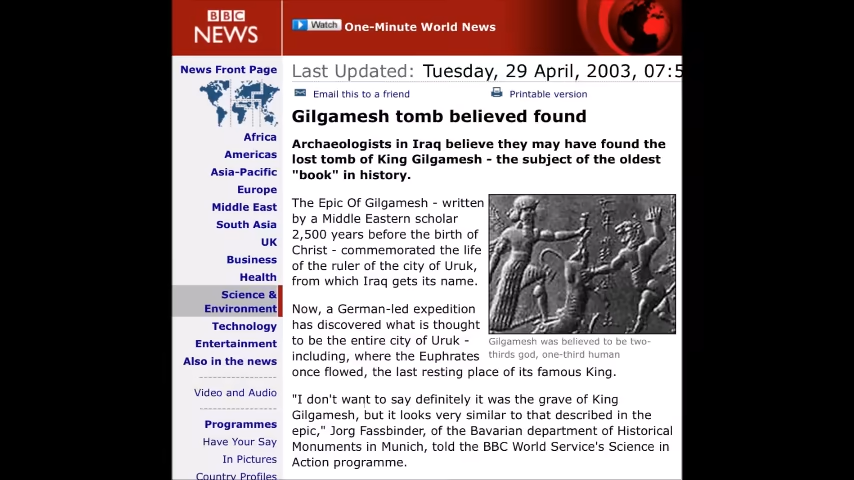 BBC
NEWS
Watch One-Minute World News
News Front Page
Africa
Americas
Asia-Pacific
Europe
Middle East
South Asia
UK
Business
Health
Science &
Environment
Technology
Entertainment
Also in the news
Video and Audio
Programmes
Have Your Say
In Pictures
Country Profiles
Last Updated: Tuesday, 29 April, 2003, 07:5
Email this to a friend
Printable version
Gilgamesh tomb believed found
Archaeologists in Iraq believe they may have found the
lost tomb of King Gilgamesh - the subject of the oldest
"book" in history.
The Epic Of Gilgamesh - written
by a Middle Eastern scholar
2,500 years before the birth of
Christ - commemorated the life
of the ruler of the city of Uruk,
from which Iraq gets its name.
Gilgamesh was believed to be two-
thirds god, one-third human
Now, a German-led expedition
has discovered what is thought
to be the entire city of Uruk -
including, where the Euphrates
once flowed, the last resting place of its famous King.
"I don't want to say definitely it was the grave of King
Gilgamesh, but it looks very similar to that described in the
epic," Jorg Fassbinder, of the Bavarian department of Historical
Monuments in Munich, told the BBC World Service's Science in
Action programme.